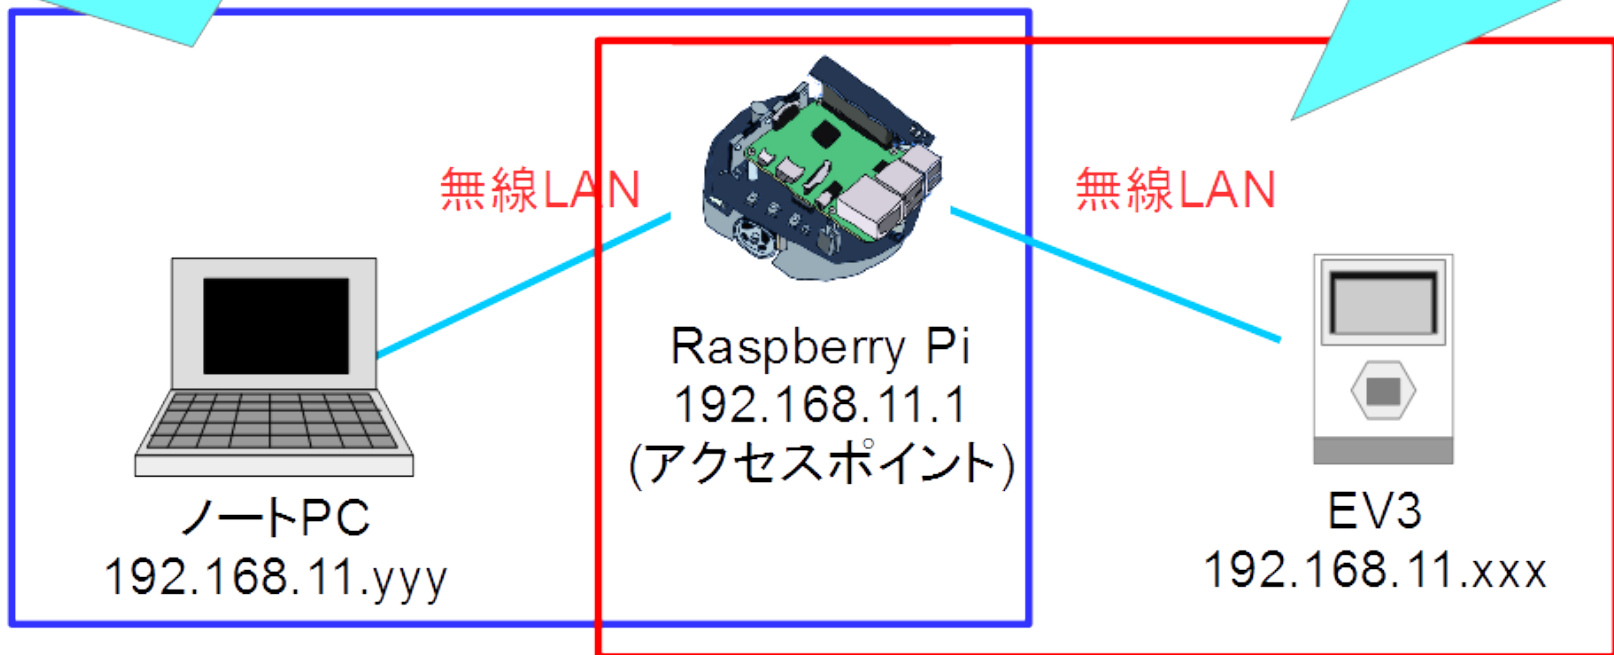 無線LAN
無線LAN
Raspberry Pi
192.168.11.1
(アクセスポイント)
ノートPC
192.168.11.yyy
EV3
192.168.11.xxx